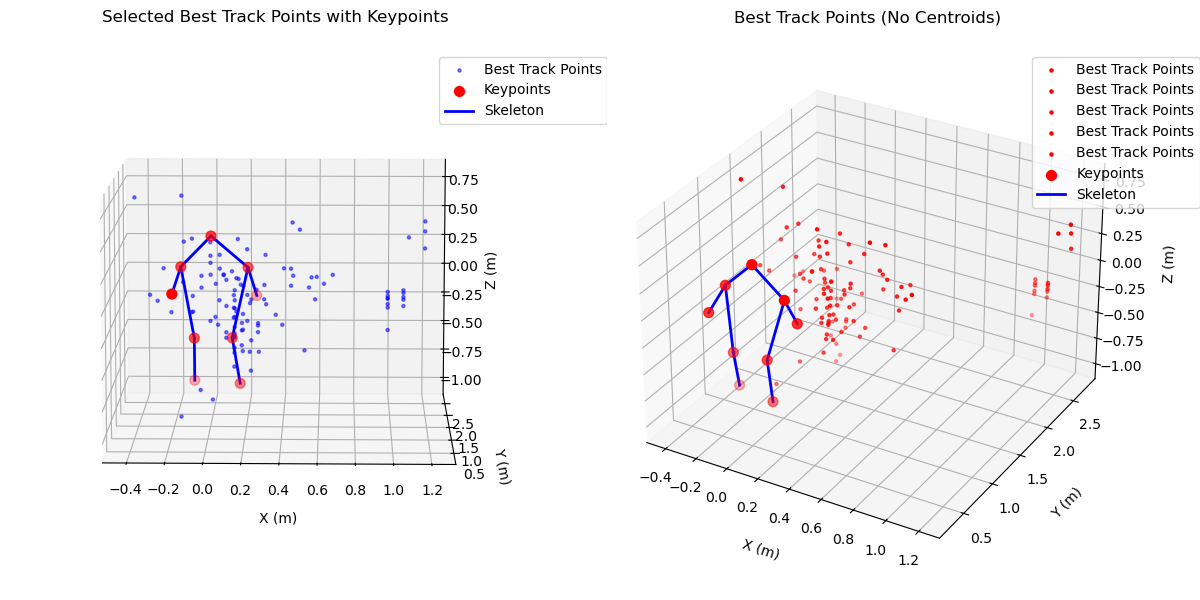 Selected Best Track Points with Keypoints
Best Track Points
Keypoints
Skeleton
0.75
0.50
0.25
0.00
−0.25
−0.50
−0.75
−1.00
Z (m)
2.5
2.0
1.5
1.0
0.5
Y (m)
−0.4 −0.2 0.0 0.2 0.4 0.6 0.8 1.0 1.2
X (m)
Best Track Points (No Centroids)
Best Track Points
Best Track Points
Best Track Points
Best Track Points
Best Track Points
Keypoints
Skeleton
0.75
0.50
0.25
0.00
−0.25
−0.50
−0.75
−1.00
Z (m)
2.5
2.0
1.5
1.0
0.5
Y (m)
−0.4 −0.2 0.0 0.2 0.4 0.6 0.8 1.0 1.2
X (m)